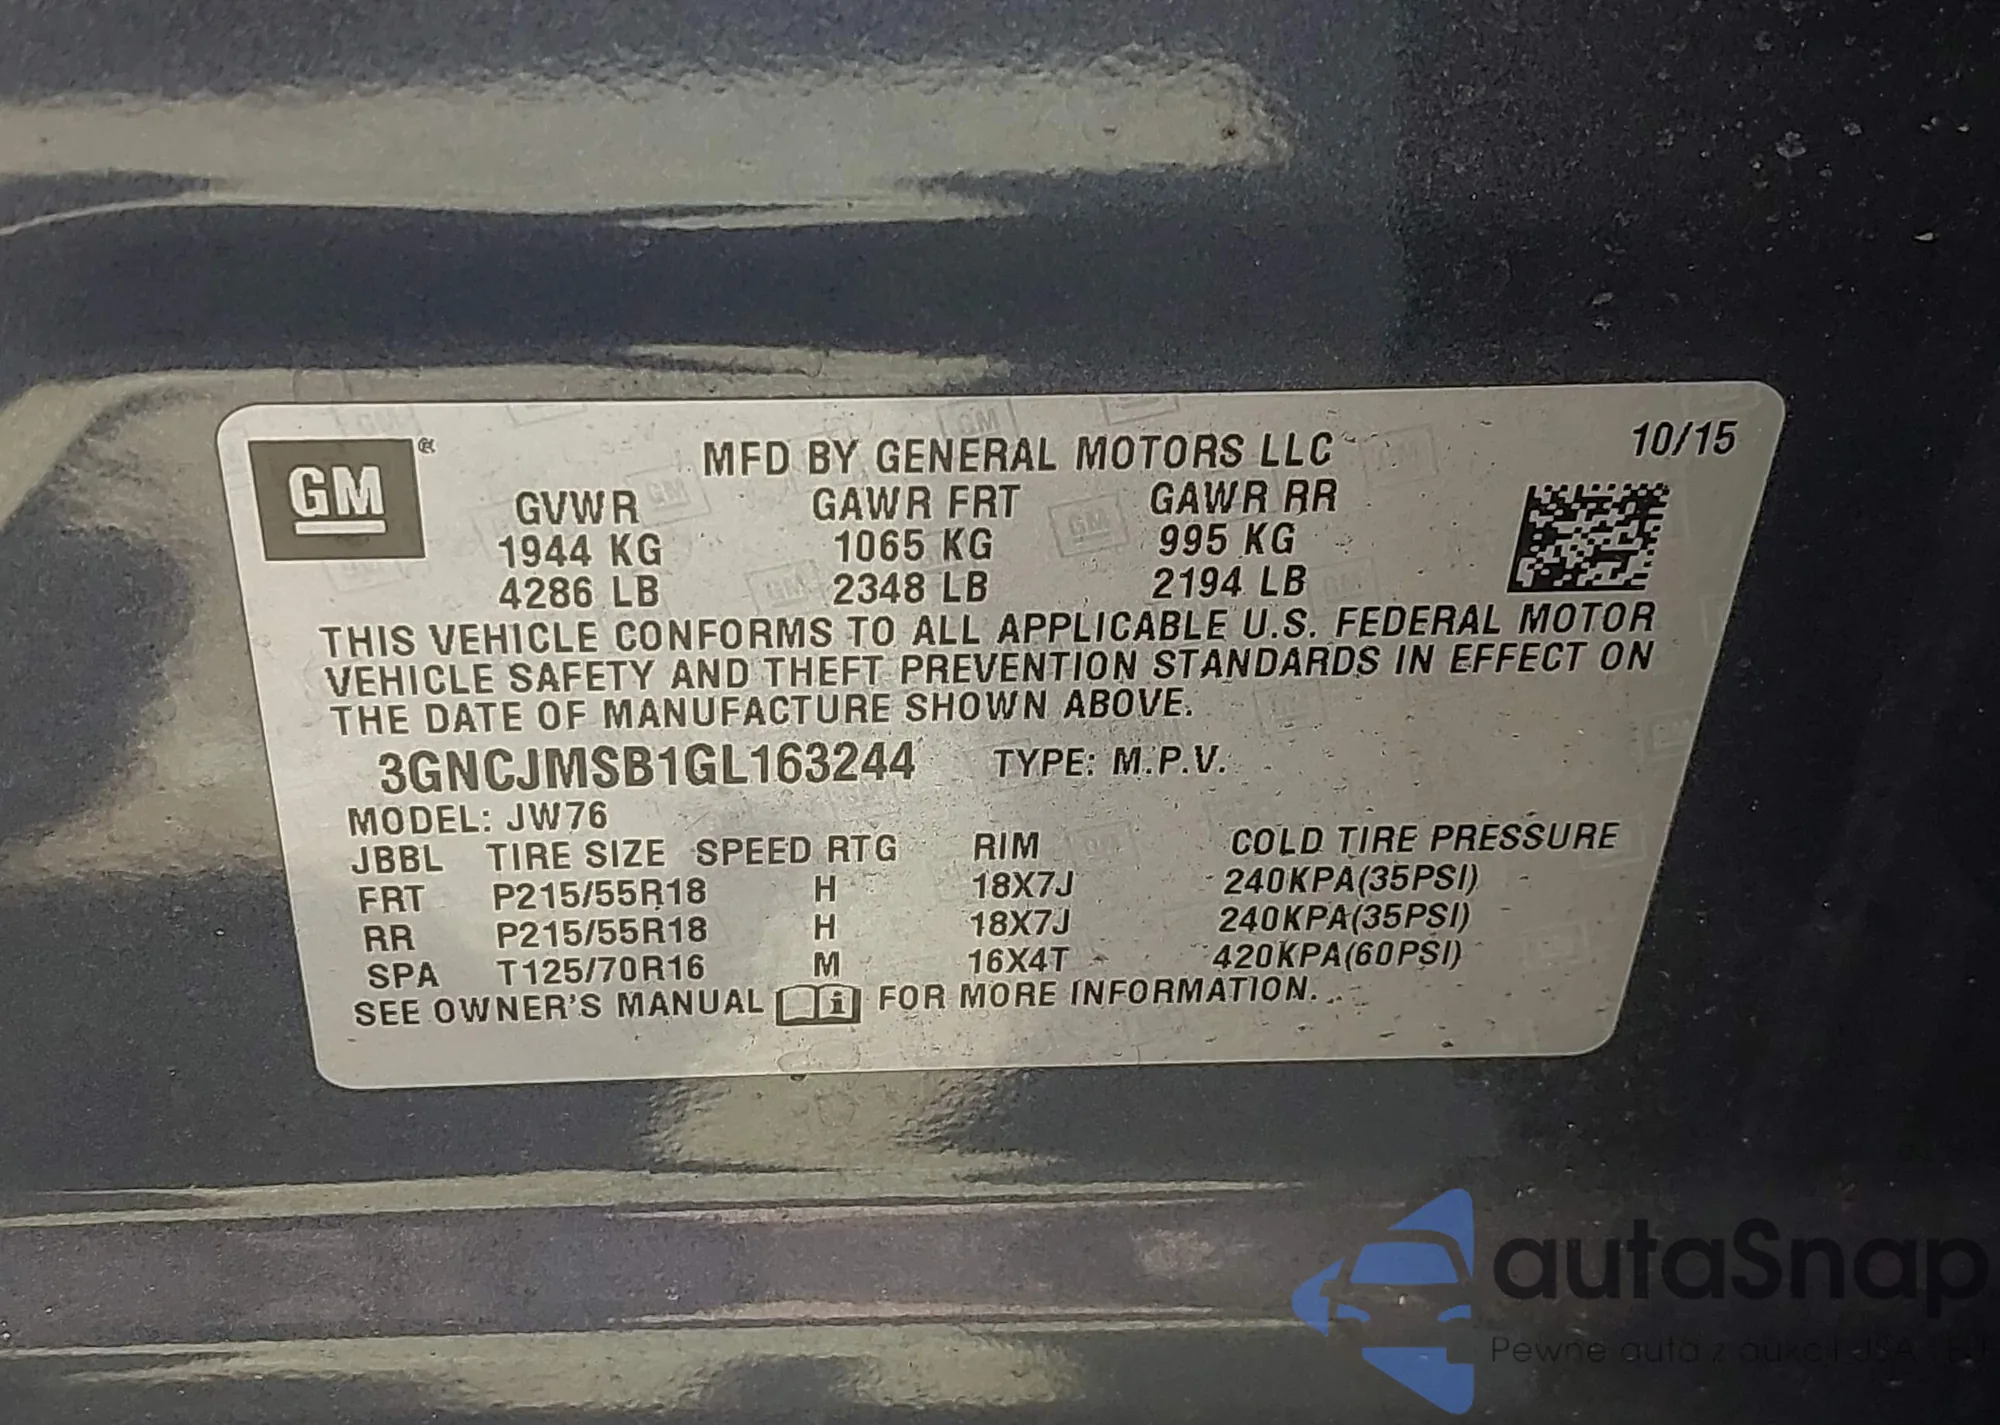 GM ®
MFD BY GENERAL MOTORS LLC
10/15
GVWR GAWR FRT GAWR RR
1944 KG 1065 KG 995 KG
4286 LB 2348 LB 2194 LB
THIS VEHICLE CONFORMS TO ALL APPLICABLE U.S. FEDERAL MOTOR
VEHICLE SAFETY AND THEFT PREVENTION STANDARDS IN EFFECT ON
THE DATE OF MANUFACTURE SHOWN ABOVE.
3GNCJMSB1GL163244 TYPE: M.P.V.
MODEL: JW76
JBBL TIRE SIZE SPEED RTG RIM COLD TIRE PRESSURE
FRT P215/55R18 H 18X7J 240KPA(35PSI)
RR P215/55R18 H 18X7J 240KPA(35PSI)
SPA T125/70R16 M 16X4T 420KPA(60PSI)
SEE OWNER'S MANUAL i FOR MORE INFORMATION.
autaSnap
Pewne auta z aukcji